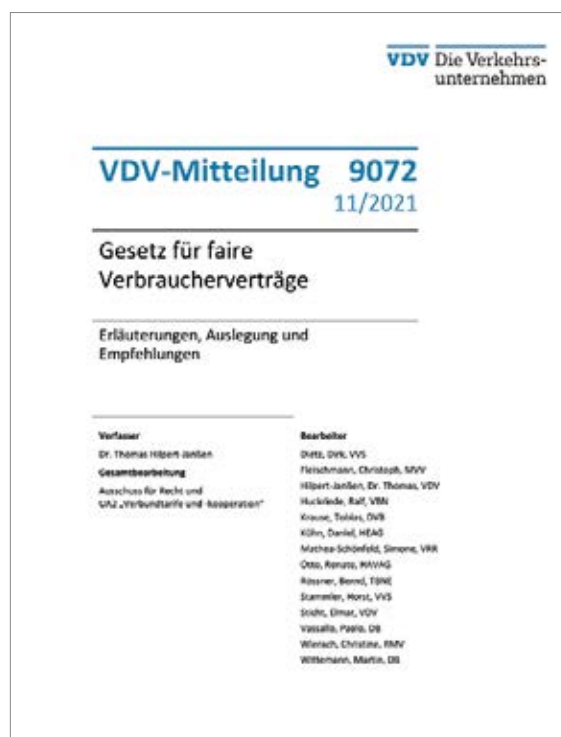 VDV Die Verkehrs-
unternehmen
VDV-Mitteilung 9072
11/2021
Gesetz für faire
Verbraucherverträge
Erläuterungen, Auslegung und
Empfehlungen
Verfasser
Dr. Thomas Hilpert-Janßen
Gesamtbearbeitung
Ausschuss für Recht und
UA2 „Verbundtarife und -kooperation“
Bearbeiter
Dietz, Dirk, VVS
Fleischmann, Christoph, MVV
Hilpert-Janßen, Dr. Thomas, VDV
Huckriede, Ralf, VBN
Krause, Tobias, DVB
Kühn, Daniel, HEAG
Mathea-Schönfeld, Simone, VRR
Otto, Renate, HAVAG
Rössner, Bernd, TBNE
Stammler, Horst, VVS
Sticht, Elmar, VDV
Vassallo, Paolo, DB
Wiersch, Christine, RMV
Wittemann, Martin, DB